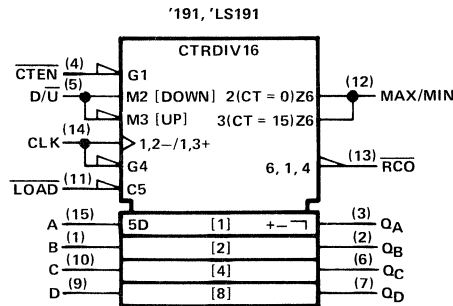 '191, 'LS191
CTRDIV16
CTEN (4) G1
D/U (5) M2 [DOWN] 2(CT = 0)Z6 (12) MAX/MIN
M3 [UP] 3(CT = 15)Z6
CLK (14) 1,2–/1,3+
G4 6, 1, 4 (13) RCO
LOAD (11) C5
A (15) 5D [1] +– (3) QA
B (1) [2] (2) QB
C (10) [4] (6) QC
D (9) [8] (7) QD